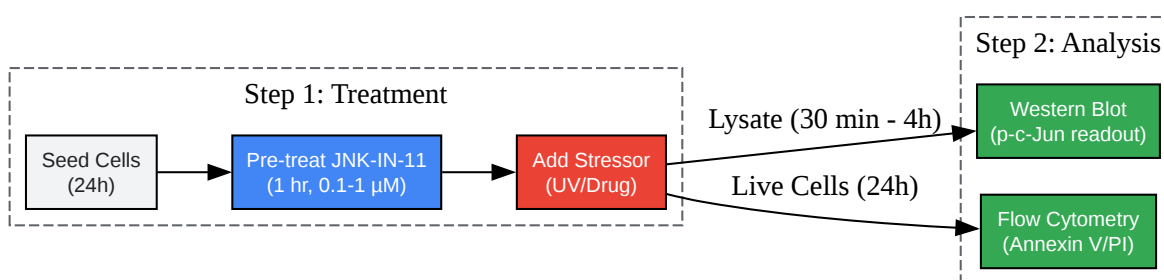 Step 1: Treatment
Seed Cells
(24h)
Pre-treat JNK-IN-11
(1 hr, 0.1-1 µM)
Add Stressor
(UV/Drug)
Lysate (30 min - 4h)
Live Cells (24h)
Step 2: Analysis
Western Blot
(p-c-Jun readout)
Flow Cytometry
(Annexin V/PI)